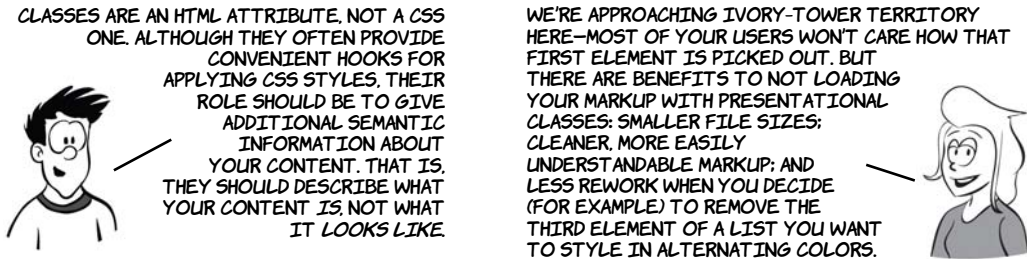 CLASSES ARE AN HTML ATTRIBUTE, NOT A CSS
ONE. ALTHOUGH THEY OFTEN PROVIDE
CONVENIENT HOOKS FOR
APPLYING CSS STYLES, THEIR
ROLE SHOULD BE TO GIVE
ADDITIONAL SEMANTIC
INFORMATION ABOUT
YOUR CONTENT. THAT IS,
THEY SHOULD DESCRIBE WHAT
YOUR CONTENT IS, NOT WHAT
IT LOOKS LIKE.
WE'RE APPROACHING IVORY-TOWER TERRITORY
HERE—MOST OF YOUR USERS WON'T CARE HOW THAT
FIRST ELEMENT IS PICKED OUT. BUT
THERE ARE BENEFITS TO NOT LOADING
YOUR MARKUP WITH PRESENTATIONAL
CLASSES: SMALLER FILE SIZES;
CLEANER, MORE EASILY
UNDERSTANDABLE MARKUP; AND
LESS REWORK WHEN YOU DECIDE
(FOR EXAMPLE) TO REMOVE THE
THIRD ELEMENT OF A LIST YOU WANT
TO STYLE IN ALTERNATING COLORS.